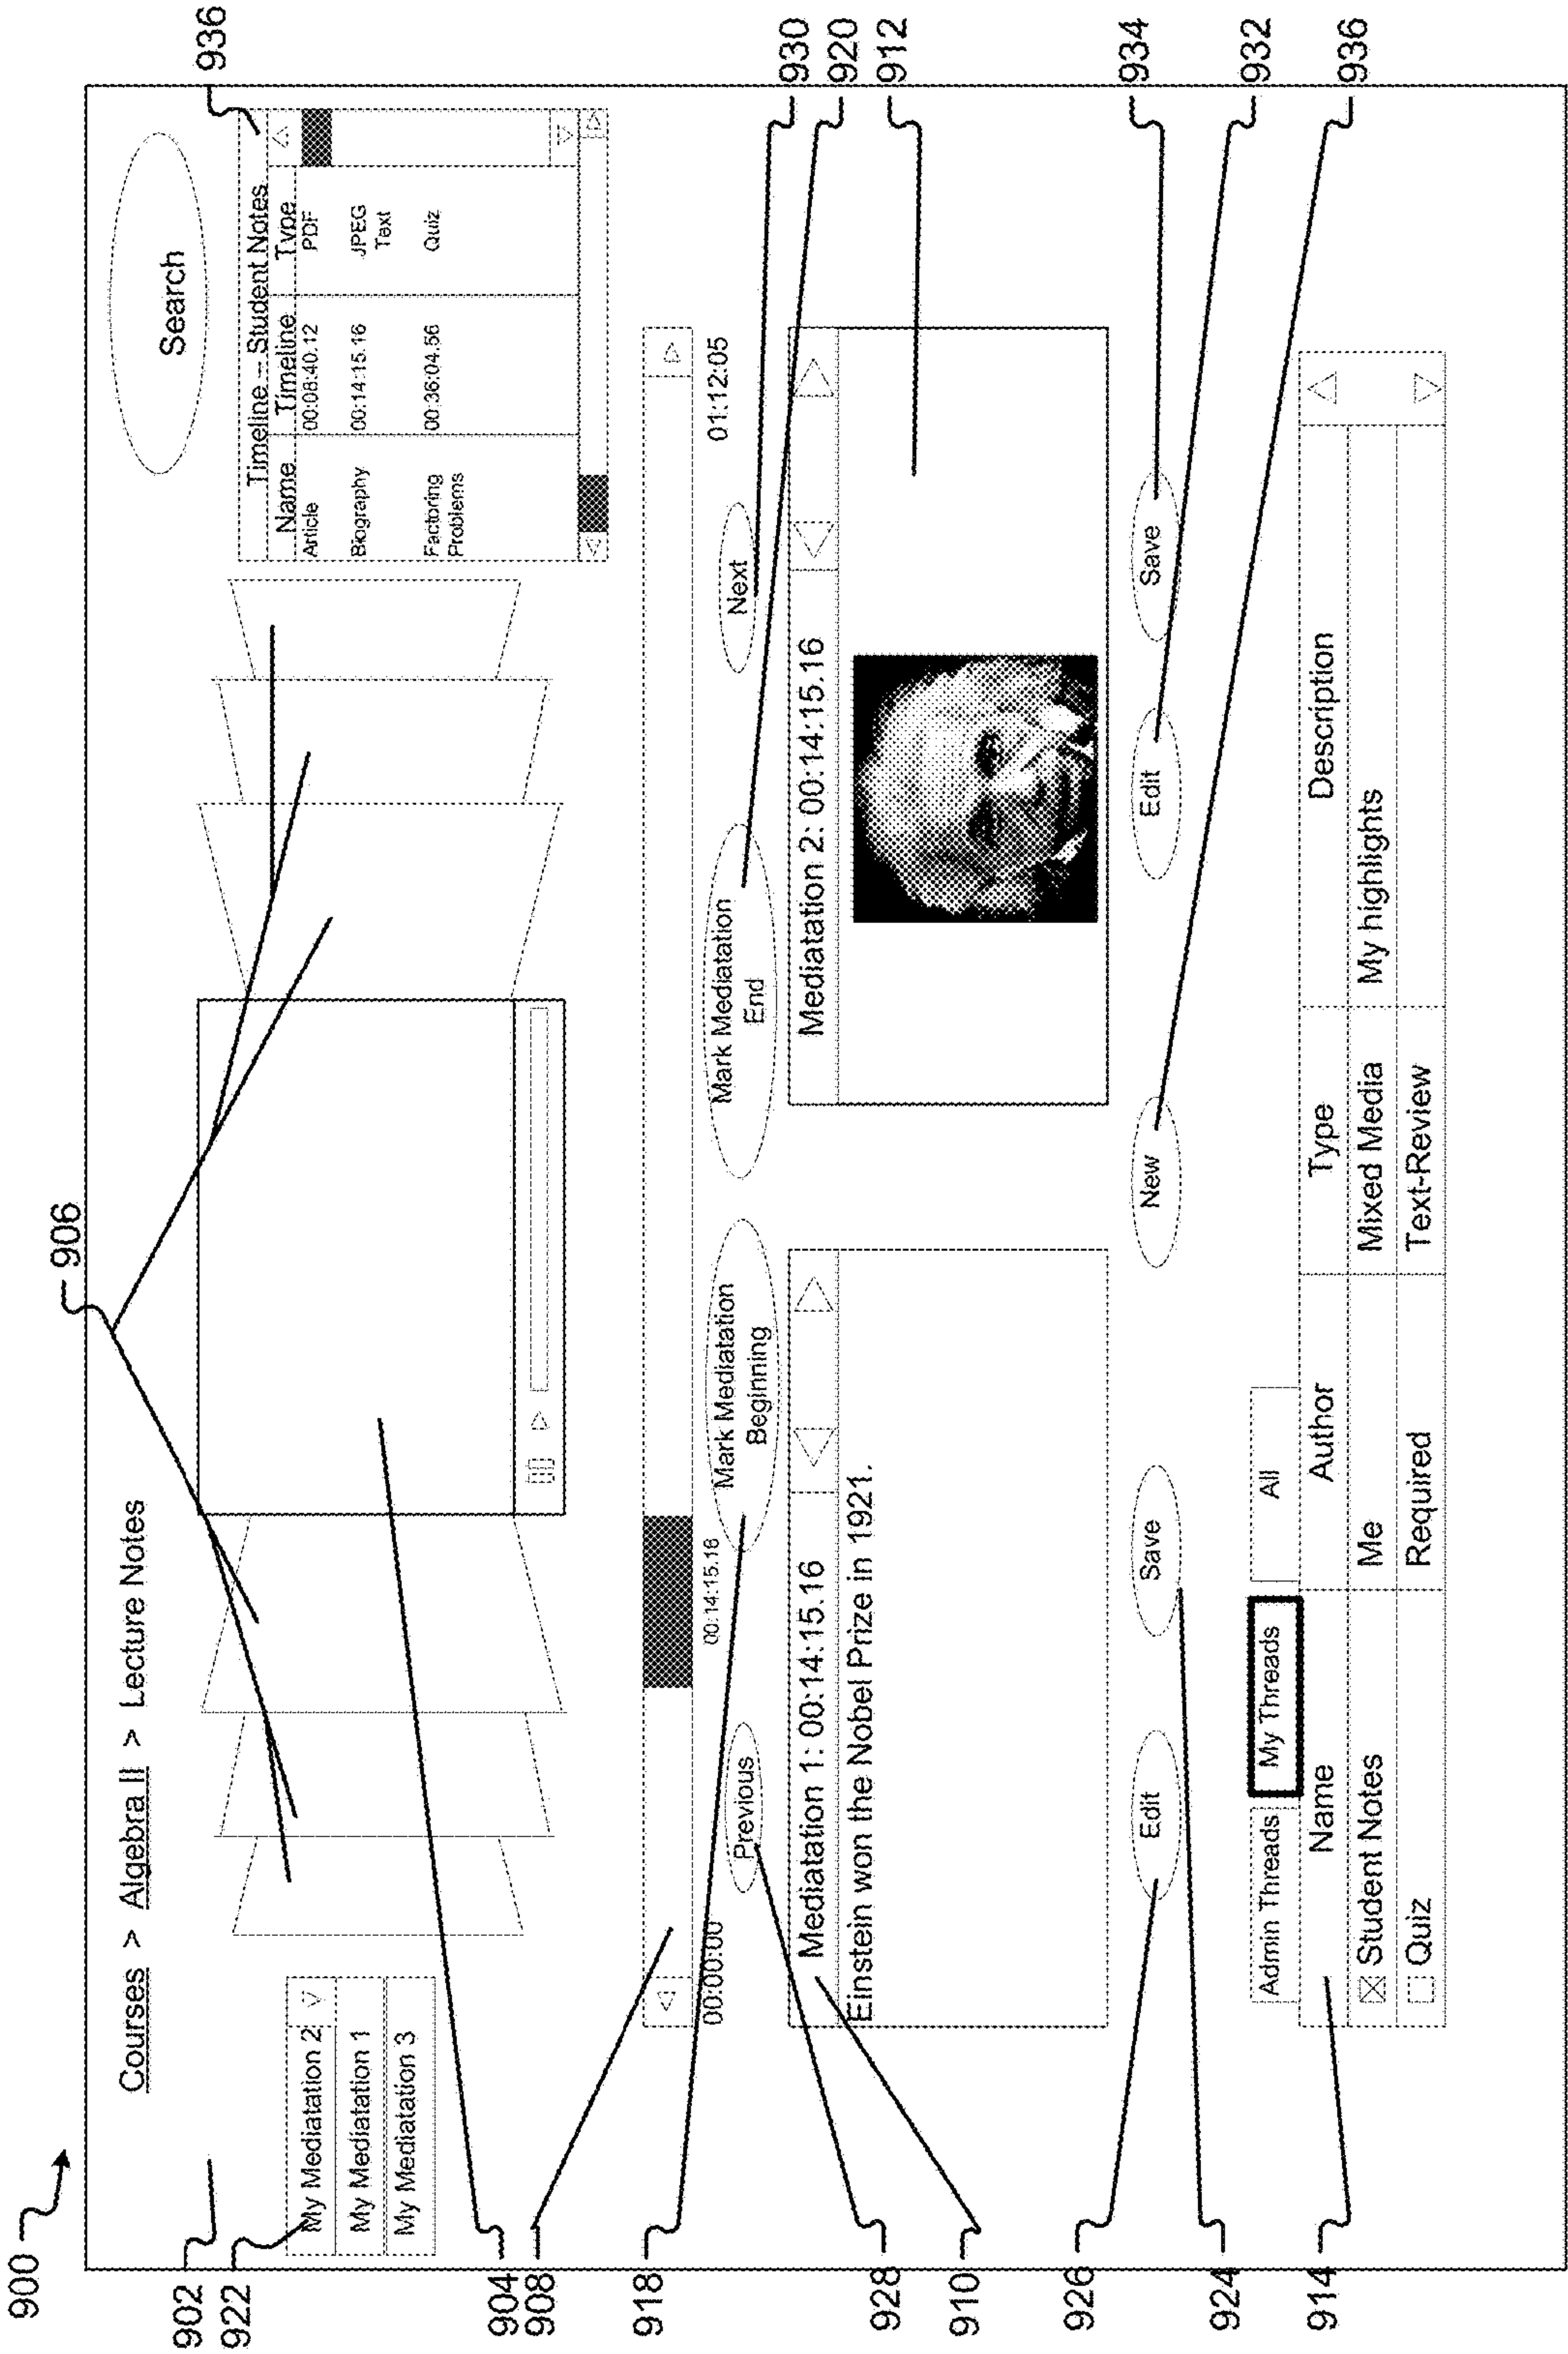 900
906
936
902
922
904
908
918
928
910
926
924
914
930
920
912
934
932
936
Courses > Algebra II > Lecture Notes
Search
My Mediatation 2
My Mediatation 1
My Mediatation 3
Timeline – Student Notes
Name Timeline Type
Article 00:08:40.12 PDF
Biography 00:14:15.16 JPEG
Text
Factoring 00:36:04.56 Quiz
Problems
00:00:00 00:14:15.16 01:12:05
Previous
Mark Mediatation
Beginning
Mark Mediatation
End
Next
Mediatation 1: 00:14:15.16
Einstein won the Nobel Prize in 1921.
Mediatation 2: 00:14:15.16
Edit Save New Edit Save
Admin Threads My Threads All
Name Author Type Description
Student Notes Me Mixed Media My highlights
Quiz Required Text-Review